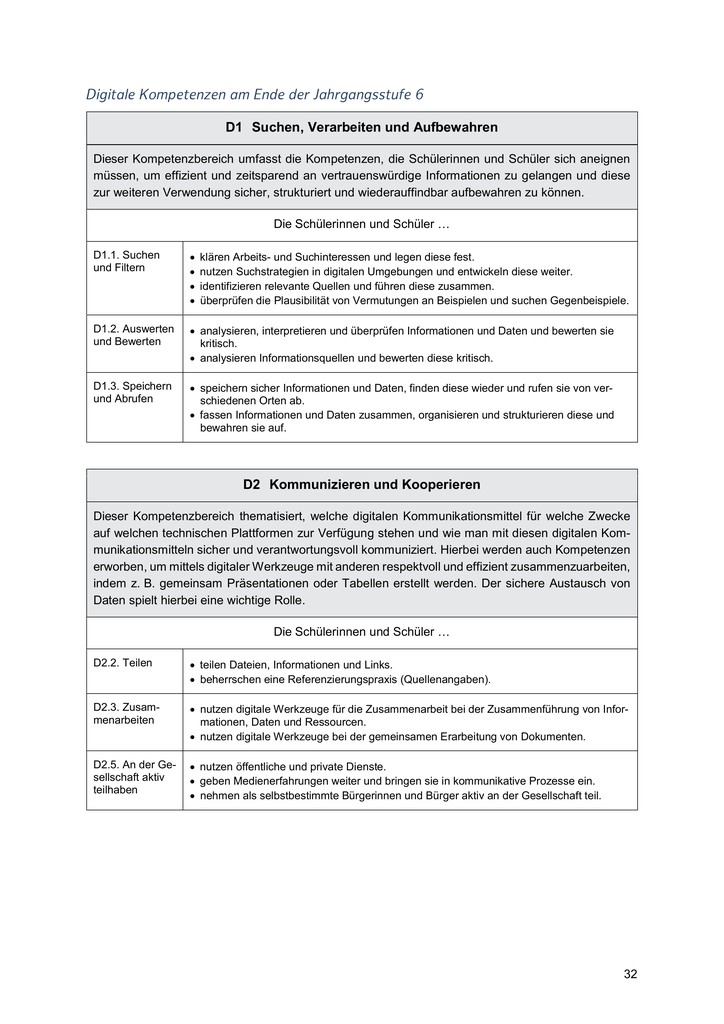 Digitale Kompetenzen am Ende der Jahrgangsstufe 6
D1 Suchen, Verarbeiten und Aufbewahren
Dieser Kompetenzbereich umfasst die Kompetenzen, die Schülerinnen und Schüler sich aneignen
müssen, um effizient und zeitsparend an vertrauenswürdige Informationen zu gelangen und diese
zur weiteren Verwendung sicher, strukturiert und wiederauffindbar aufbewahren zu können.
Die Schülerinnen und Schüler …
D1.1. Suchen
und Filtern
• klären Arbeits- und Suchinteressen und legen diese fest.
• nutzen Suchstrategien in digitalen Umgebungen und entwickeln diese weiter.
• identifizieren relevante Quellen und führen diese zusammen.
• überprüfen die Plausibilität von Vermutungen an Beispielen und suchen Gegenbeispiele.
D1.2. Auswerten
und Bewerten
• analysieren, interpretieren und überprüfen Informationen und Daten und bewerten sie
kritisch.
• analysieren Informationsquellen und bewerten diese kritisch.
D1.3. Speichern
und Abrufen
• speichern sicher Informationen und Daten, finden diese wieder und rufen sie von ver-
schiedenen Orten ab.
• fassen Informationen und Daten zusammen, organisieren und strukturieren diese und
bewahren sie auf.
D2 Kommunizieren und Kooperieren
Dieser Kompetenzbereich thematisiert, welche digitalen Kommunikationsmittel für welche Zwecke
auf welchen technischen Plattformen zur Verfügung stehen und wie man mit diesen digitalen Kom-
munikationsmitteln sicher und verantwortungsvoll kommuniziert. Hierbei werden auch Kompetenzen
erworben, um mittels digitaler Werkzeuge mit anderen respektvoll und effizient zusammenzuarbeiten,
indem z. B. gemeinsam Präsentationen oder Tabellen erstellt werden. Der sichere Austausch von
Daten spielt hierbei eine wichtige Rolle.
Die Schülerinnen und Schüler …
D2.2. Teilen
• teilen Dateien, Informationen und Links.
• beherrschen eine Referenzierungspraxis (Quellenangaben).
D2.3. Zusam-
menarbeiten
• nutzen digitale Werkzeuge für die Zusammenarbeit bei der Zusammenführung von Infor-
mationen, Daten und Ressourcen.
• nutzen digitale Werkzeuge bei der gemeinsamen Erarbeitung von Dokumenten.
D2.5. An der Ge-
sellschaft aktiv
teilhaben
• nutzen öffentliche und private Dienste.
• geben Medienerfahrungen weiter und bringen sie in kommunikative Prozesse ein.
• nehmen als selbstbestimmte Bürgerinnen und Bürger aktiv an der Gesellschaft teil.
32